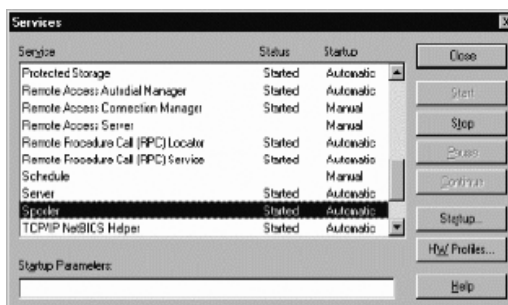 Services
Service Status Startup
Protected Storage Started Automatic
Remote Access Autodial Manager Started Automatic
Remote Access Connection Manager Started Manual
Remote Access Server Manual
Remote Procedure Call (RPC) Locator Started Automatic
Remote Procedure Call (RPC) Service Started Automatic
Schedule Manual
Server Started Automatic
Spooler Started Automatic
TCP/IP NetBIOS Helper Started Automatic
Startup Parameters:
Close
Start
Stop
Pause
Continue
Startup...
HW Profiles...
Help